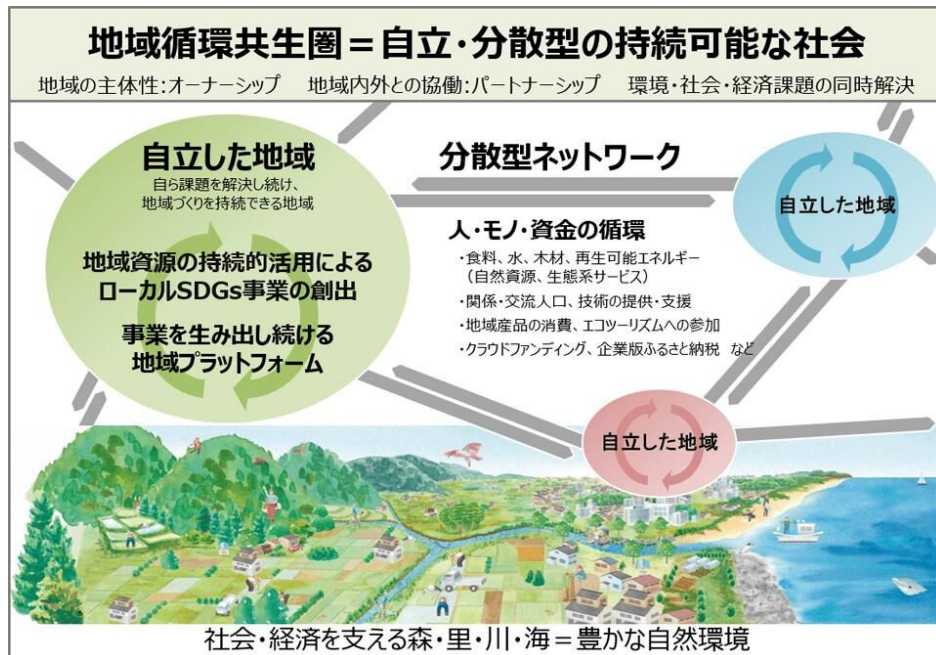 地域循環共生圏＝自立・分散型の持続可能な社会
地域の主体性：オーナーシップ　地域内外との協働：パートナーシップ　環境・社会・経済課題の同時解決
自立した地域
自ら課題を解決し続け、
地域づくりを持続できる地域
地域資源の持続的活用による
ローカルSDGs事業の創出
事業を生み出し続ける
地域プラットフォーム
分散型ネットワーク
人・モノ・資金の循環
・食料、水、木材、再生可能エネルギー
（自然資源、生態系サービス）
・関係・交流人口、技術の提供・支援
・地域産品の消費、エコツーリズムへの参加
・クラウドファンディング、企業版ふるさと納税　など
自立した地域
自立した地域
社会・経済を支える森・里・川・海＝豊かな自然環境